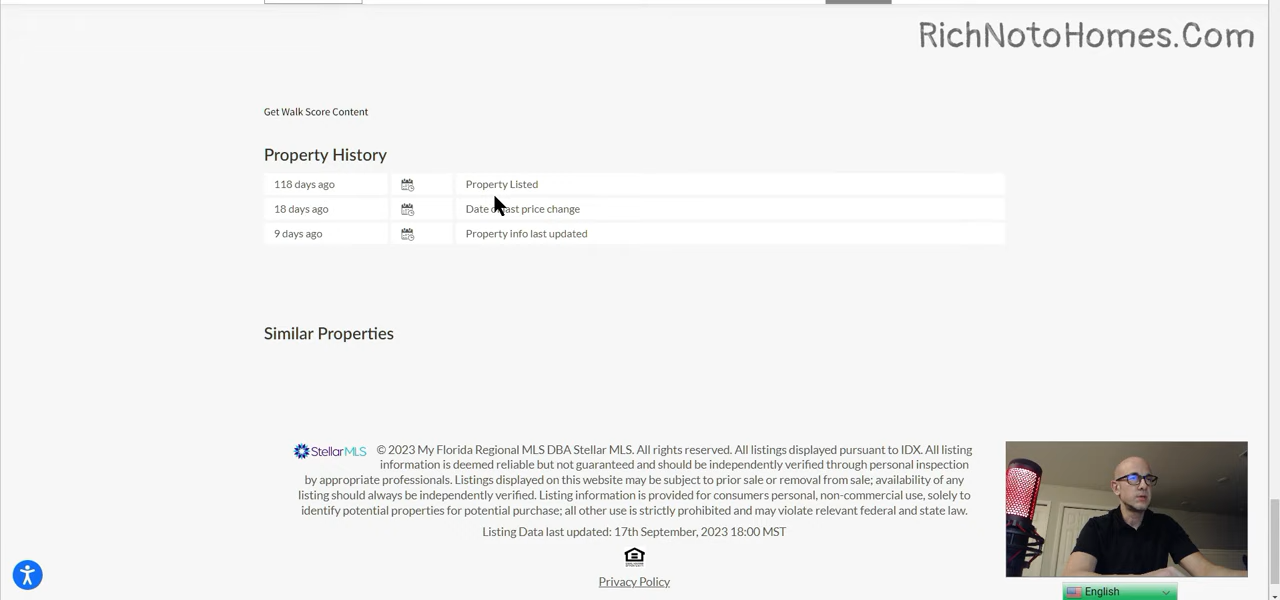 RichNotoHomes.Com
Get Walk Score Content
Property History
118 days ago Property Listed
18 days ago Date last price change
9 days ago Property info last updated
Similar Properties
StellarMLS © 2023 My Florida Regional MLS DBA Stellar MLS. All rights reserved. All listings displayed pursuant to IDX. All listing
information is deemed reliable but not guaranteed and should be independently verified through personal inspection
by appropriate professionals. Listings displayed on this website may be subject to prior sale or removal from sale; availability of any
listing should always be independently verified. Listing information is provided for consumers personal, non-commercial use, solely to
identify potential properties for potential purchase; all other use is strictly prohibited and may violate relevant federal and state law.
Listing Data last updated: 17th September, 2023 18:00 MST
Privacy Policy
English